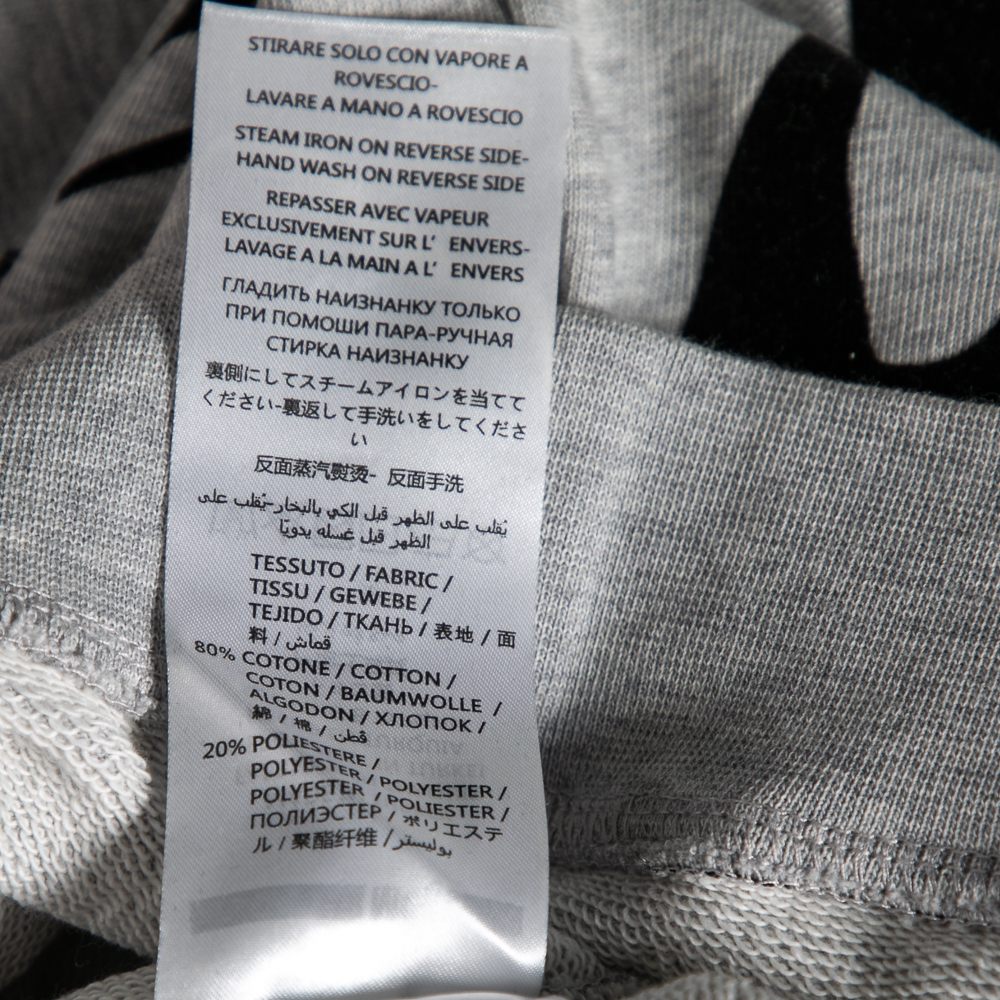 STIRARE SOLO CON VAPORE A
ROVESCIO-
LAVARE A MANO A ROVESCIO
STEAM IRON ON REVERSE SIDE-
HAND WASH ON REVERSE SIDE
REPASSER AVEC VAPEUR
EXCLUSIVEMENT SUR L’ ENVERS-
LAVAGE A LA MAIN A L’ ENVERS
ГЛАДИТЬ НАИЗНАНКУ ТОЛЬКО
ПРИ ПОМОШИ ПАРА-РУЧНАЯ
СТИРКА НАИЗНАНКУ
裏側にしてスチームアイロンを当てて
ください-裏返して手洗いをしてくださ
い
反面蒸汽熨烫- 反面手洗
يُقلب على الظهر قبل الكي بالبخار-يُقلب على
الظهر قبل غسله يدويًا
TESSUTO / FABRIC /
TISSU / GEWEBE /
TEJIDO / ТКАНЬ / 表地 / 面
料 / قماش
80% COTONE / COTTON /
COTON / BAUMWOLLE /
ALGODON / ХЛОПОК /
綿 / 棉 / قطن
20% POLIESTERE /
POLYESTER / POLYESTER /
POLYESTER / POLIESTER /
ПОЛИЭСТЕР / ポリエステ
ル / 聚酯纤维 / بوليستر